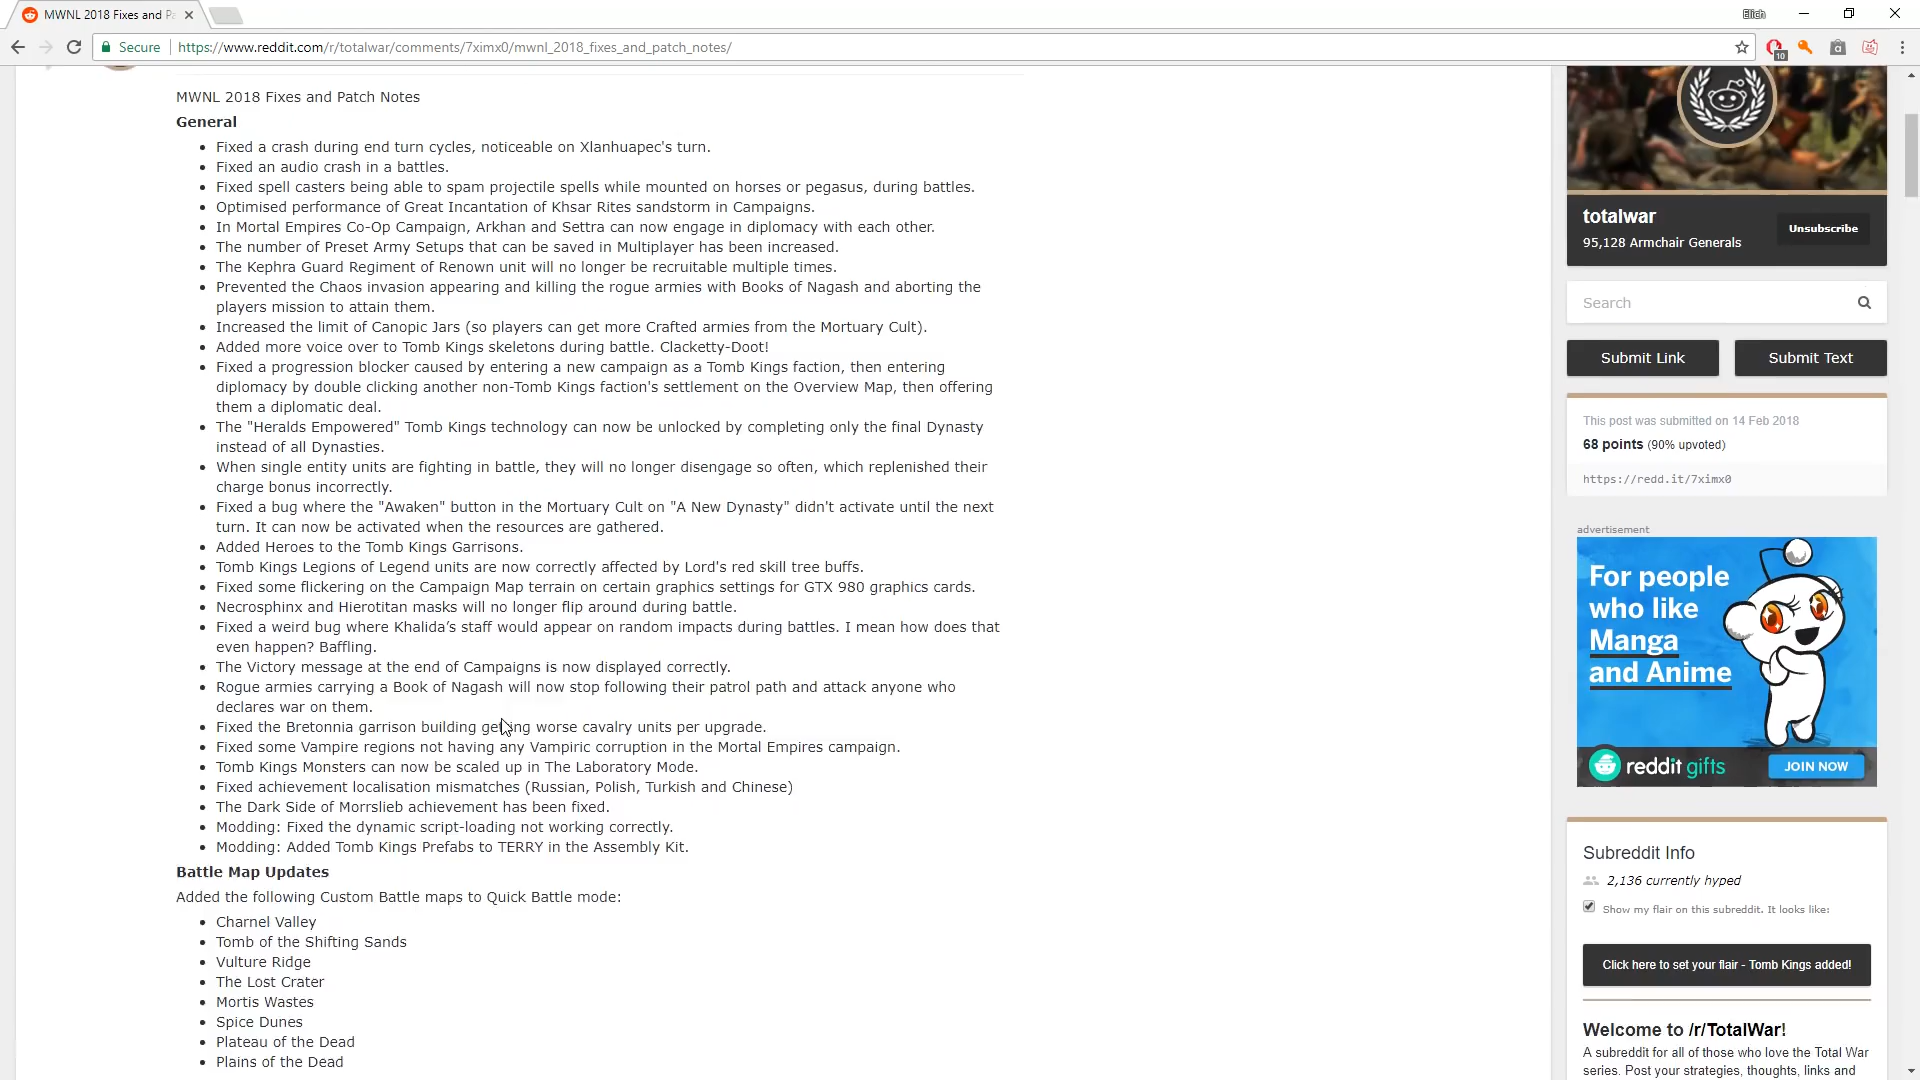 MWNL 2018 Fixes and Pa
Elich
Secure
https://www.reddit.com/r/totalwar/comments/7ximx0/mwnl_2018_fixes_and_patch_notes/
10
MWNL 2018 Fixes and Patch Notes
General
Fixed a crash during end turn cycles, noticeable on Xlanhuapec's turn.
Fixed an audio crash in a battles.
Fixed spell casters being able to spam projectile spells while mounted on horses or pegasus, during battles.
Optimised performance of Great Incantation of Khsar Rites sandstorm in Campaigns.
In Mortal Empires Co-Op Campaign, Arkhan and Settra can now engage in diplomacy with each other.
The number of Preset Army Setups that can be saved in Multiplayer has been increased.
The Kephra Guard Regiment of Renown unit will no longer be recruitable multiple times.
Prevented the Chaos invasion appearing and killing the rogue armies with Books of Nagash and aborting the
players mission to attain them.
Increased the limit of Canopic Jars (so players can get more Crafted armies from the Mortuary Cult).
Added more voice over to Tomb Kings skeletons during battle. Clacketty-Doot!
Fixed a progression blocker caused by entering a new campaign as a Tomb Kings faction, then entering
diplomacy by double clicking another non-Tomb Kings faction's settlement on the Overview Map, then offering
them a diplomatic deal.
The "Heralds Empowered" Tomb Kings technology can now be unlocked by completing only the final Dynasty
instead of all Dynasties.
When single entity units are fighting in battle, they will no longer disengage so often, which replenished their
charge bonus incorrectly.
Fixed a bug where the "Awaken" button in the Mortuary Cult on "A New Dynasty" didn't activate until the next
turn. It can now be activated when the resources are gathered.
Added Heroes to the Tomb Kings Garrisons.
Tomb Kings Legions of Legend units are now correctly affected by Lord's red skill tree buffs.
Fixed some flickering on the Campaign Map terrain on certain graphics settings for GTX 980 graphics cards.
Necrosphinx and Hierotitan masks will no longer flip around during battle.
Fixed a weird bug where Khalida’s staff would appear on random impacts during battles. I mean how does that
even happen? Baffling.
The Victory message at the end of Campaigns is now displayed correctly.
Rogue armies carrying a Book of Nagash will now stop following their patrol path and attack anyone who
declares war on them.
Fixed the Bretonnia garrison building getting worse cavalry units per upgrade.
Fixed some Vampire regions not having any Vampiric corruption in the Mortal Empires campaign.
Tomb Kings Monsters can now be scaled up in The Laboratory Mode.
Fixed achievement localisation mismatches (Russian, Polish, Turkish and Chinese)
The Dark Side of Morrslieb achievement has been fixed.
Modding: Fixed the dynamic script-loading not working correctly.
Modding: Added Tomb Kings Prefabs to TERRY in the Assembly Kit.
Battle Map Updates
Added the following Custom Battle maps to Quick Battle mode:
Charnel Valley
Tomb of the Shifting Sands
Vulture Ridge
The Lost Crater
Mortis Wastes
Spice Dunes
Plateau of the Dead
Plains of the Dead
totalwar
95,128 Armchair Generals
Unsubscribe
Search
Submit Link
Submit Text
This post was submitted on 14 Feb 2018
68 points (90% upvoted)
https://redd.it/7ximx0
advertisement
For people
who like
Manga
and Anime
reddit gifts
JOIN NOW
Subreddit Info
2,136 currently hyped
Show my flair on this subreddit. It looks like:
Click here to set your flair - Tomb Kings added!
Welcome to /r/TotalWar!
A subreddit for all of those who love the Total War
series. Post your strategies, thoughts, links and